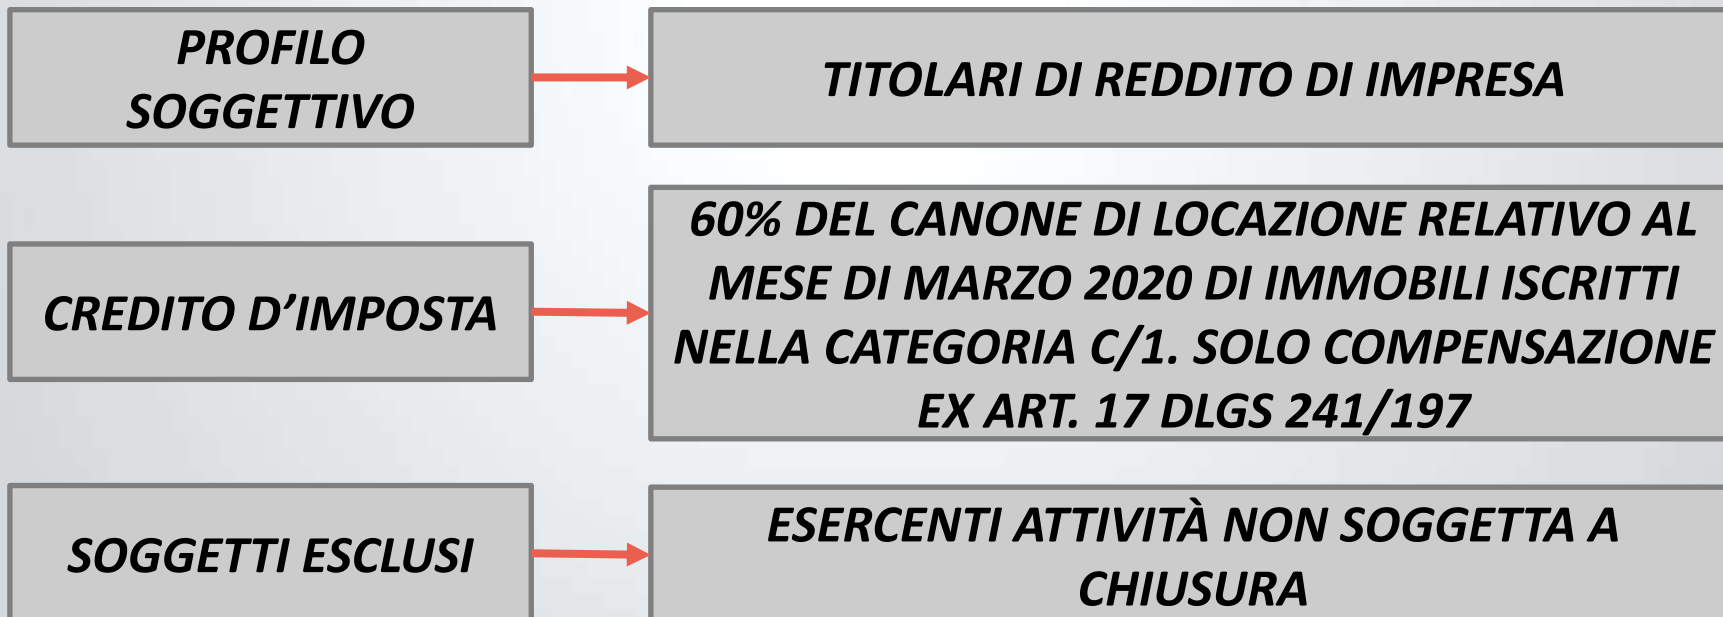 PROFILO
SOGGETTIVO
TITOLARI DI REDDITO DI IMPRESA
CREDITO D’IMPOSTA
60% DEL CANONE DI LOCAZIONE RELATIVO AL
MESE DI MARZO 2020 DI IMMOBILI ISCRITTI
NELLA CATEGORIA C/1. SOLO COMPENSAZIONE
EX ART. 17 DLGS 241/197
SOGGETTI ESCLUSI
ESERCENTI ATTIVITÀ NON SOGGETTA A
CHIUSURA